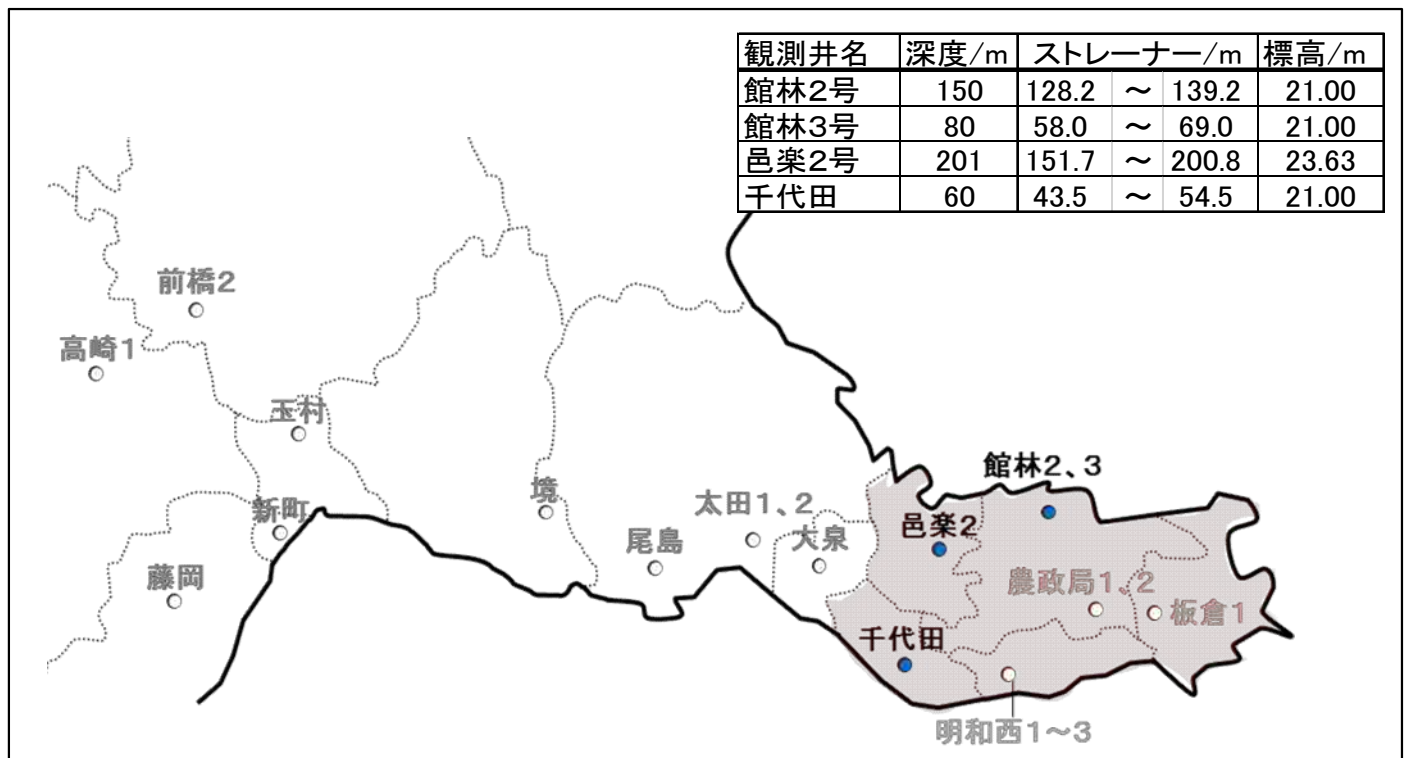 観測井名 深度/m ストレーナー/m 標高/m
館林2号 150 128.2 ～ 139.2 21.00
館林3号 80 58.0 ～ 69.0 21.00
邑楽2号 201 151.7 ～ 200.8 23.63
千代田 60 43.5 ～ 54.5 21.00
前橋2
高崎1
玉村
館林2、3
境
太田1、2
新町
邑楽2
尾島
大泉
藤岡
農政局1、2
板倉1
千代田
明和西1～3